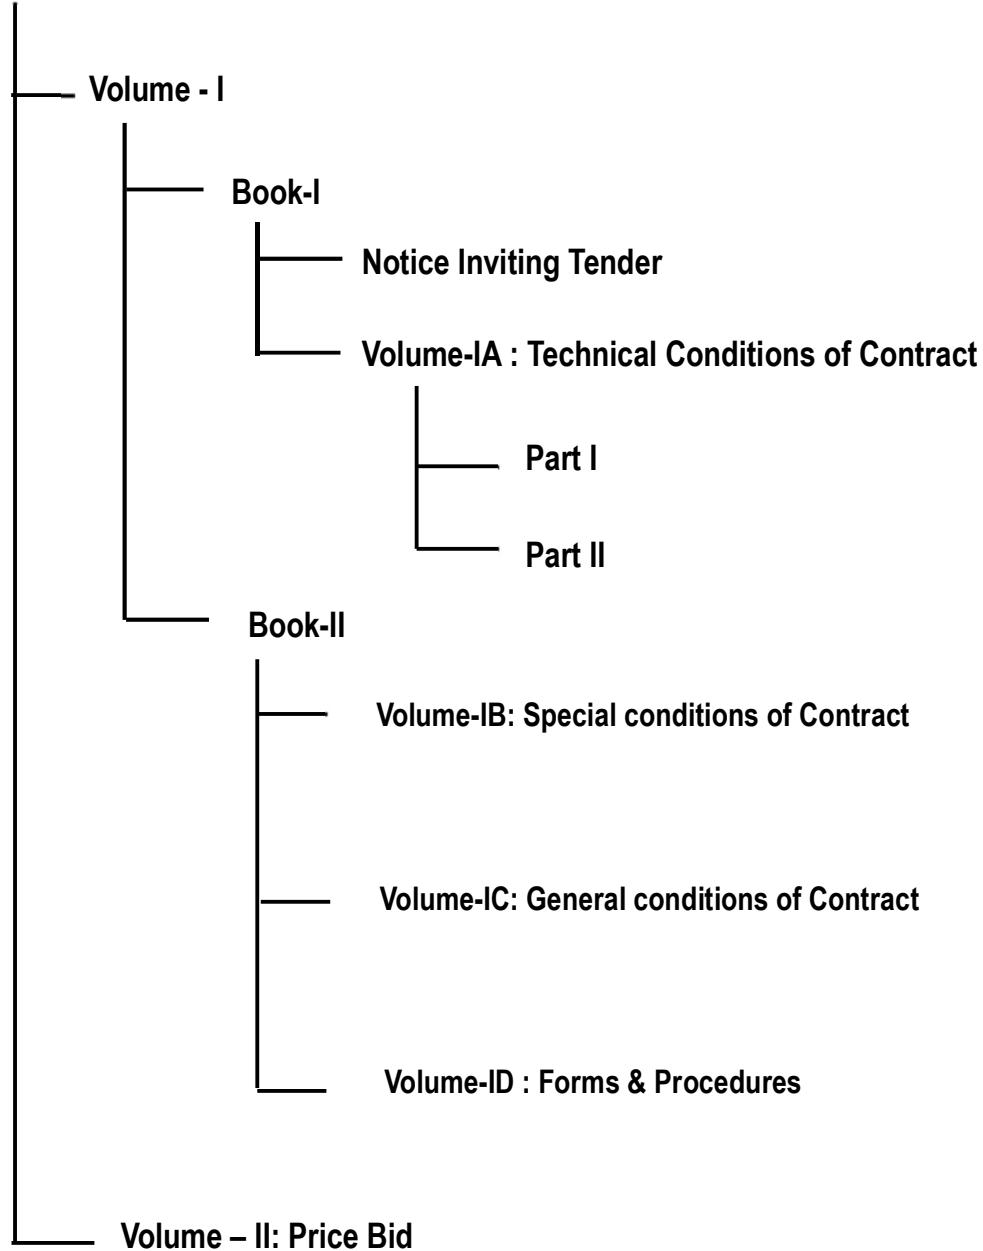 Volume - I
Book-I
Notice Inviting Tender
Volume-IA : Technical Conditions of Contract
Part I
Part II
Book-II
Volume-IB: Special conditions of Contract
Volume-IC: General conditions of Contract
Volume-ID : Forms & Procedures
Volume – II: Price Bid